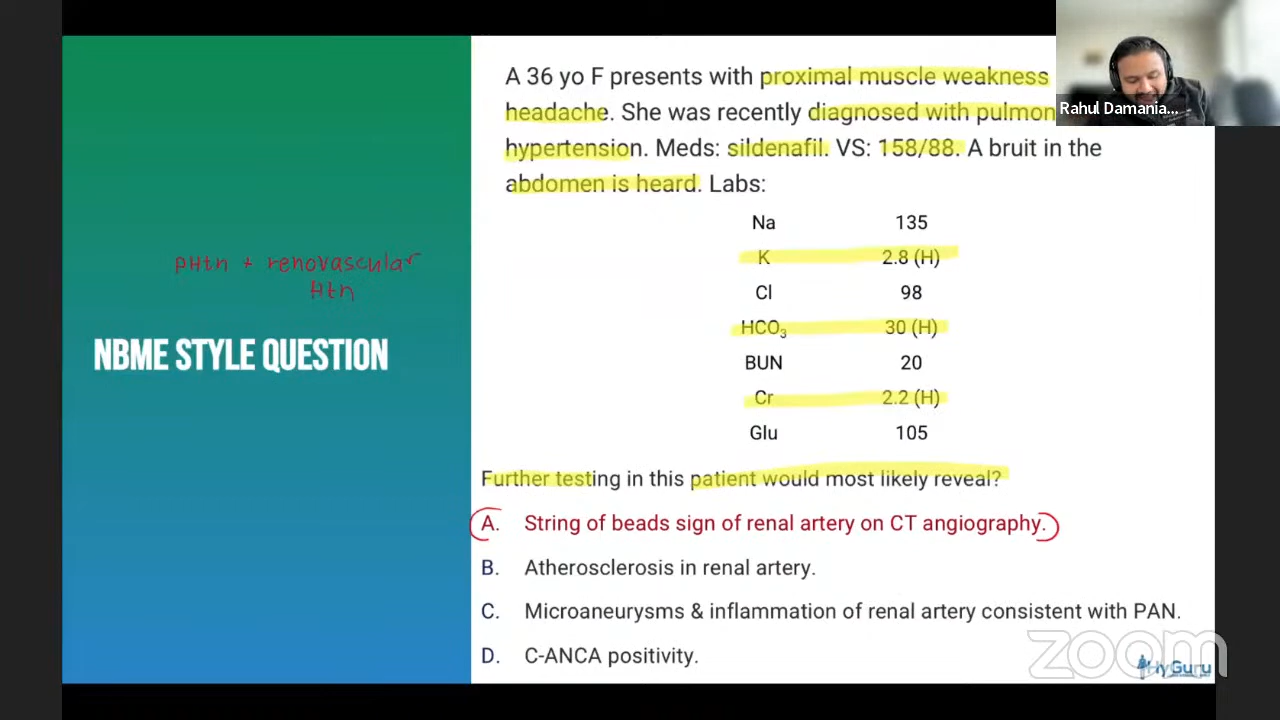 A 36 yo F presents with proximal muscle weakness
headache. She was recently diagnosed with pulmon
hypertension. Meds: sildenafil. VS: 158/88. A bruit in the
abdomen is heard. Labs:
Rahul Damania...
Na 135
K 2.8 (H)
Cl 98
HCO3 30 (H)
BUN 20
Cr 2.2 (H)
Glu 105
pHtn + renovascular
Htn
NBME STYLE QUESTION
Further testing in this patient would most likely reveal?
A. String of beads sign of renal artery on CT angiography.
B. Atherosclerosis in renal artery.
C. Microaneurysms & inflammation of renal artery consistent with PAN.
D. C-ANCA positivity.
zoom
HyGuru